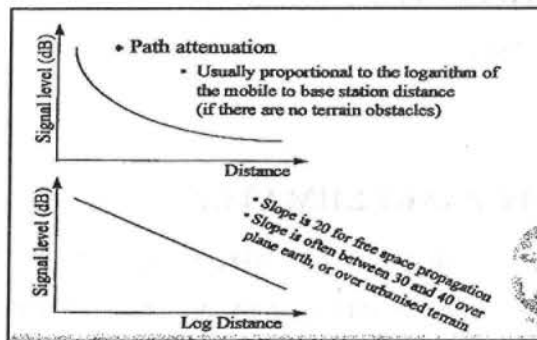 • Path attenuation
• Usually proportional to the logarithm of
the mobile to base station distance
(if there are no terrain obstacles)
Signal level (dB)
Distance
• Slope is 20 for free space propagation
• Slope is often between 30 and 40 over
plane earth, or over urbanised terrain
Signal level (dB)
Log Distance